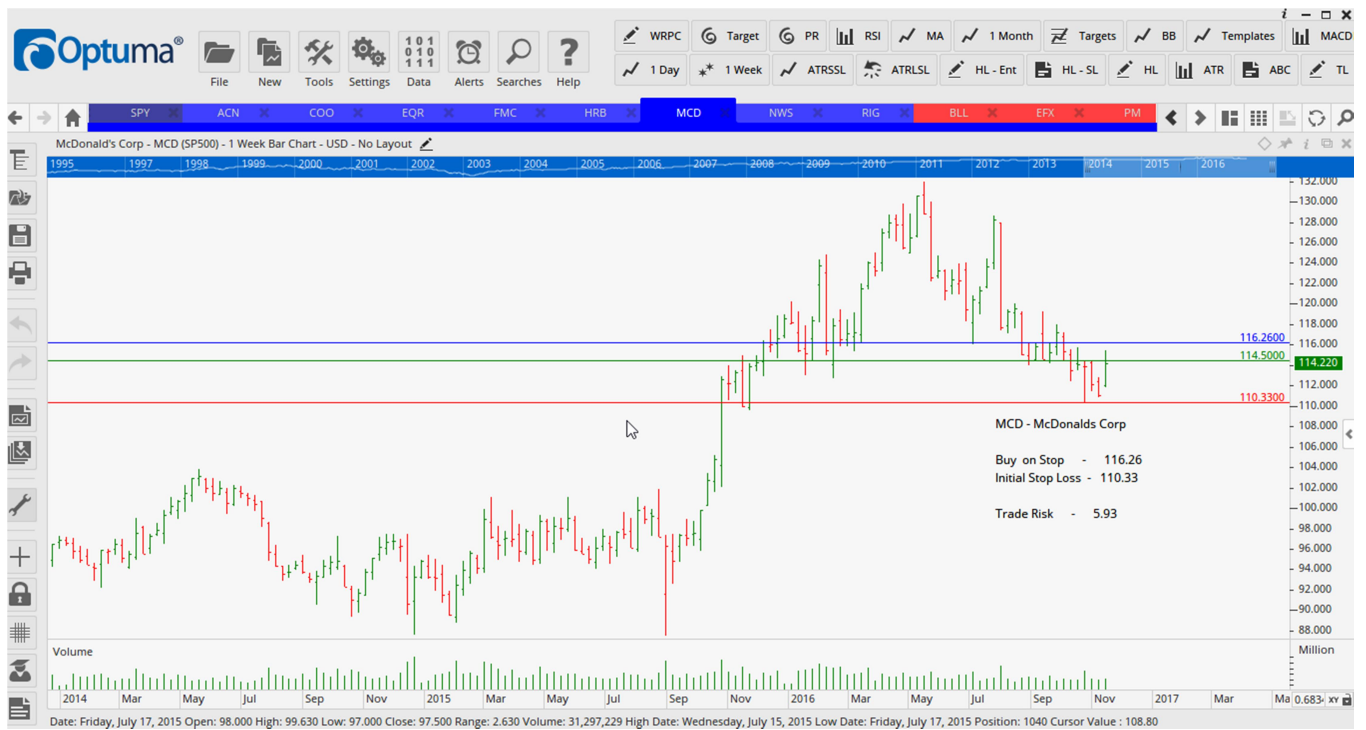 Optuma®
File New Tools Settings Data Alerts Searches Help
WRPC Target PR RSI MA 1 Month Targets BB Templates MACD
1 Day 1 Week ATRSSL ATRLSL HL - Ent HL - SL HL ATR ABC TL
SPY ACN COO EQR FMC HRB MCD NWS RIG BLL EFX PM
McDonald's Corp - MCD (SP500) - 1 Week Bar Chart - USD - No Layout
1995 1997 1998 1999 2000 2001 2002 2003 2004 2005 2006 2007 2008 2009 2010 2011 2012 2013 2014 2015 2016
132.000
130.000
128.000
126.000
124.000
122.000
120.000
118.000
116.2600
116.000
114.5000
114.220
112.000
110.3300
110.000
108.000
MCD - McDonalds Corp
106.000
104.000
Buy on Stop - 116.26
Initial Stop Loss - 110.33
102.000
100.000
Trade Risk - 5.93
98.000
96.000
94.000
92.000
90.000
88.000
Volume
Million
2014 Mar May Jul Sep Nov 2015 Mar May Jul Sep Nov 2016 Mar May Jul Sep Nov 2017 Mar Ma
XY
Date: Friday, July 17, 2015 Open: 98.000 High: 99.630 Low: 97.000 Close: 97.500 Range: 2.630 Volume: 31,297,229 High Date: Wednesday, July 15, 2015 Low Date: Friday, July 17, 2015 Position: 1040 Cursor Value : 108.80